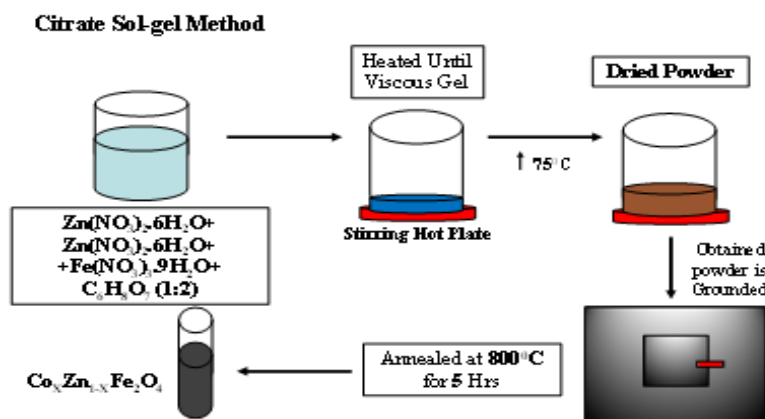 Citrate Sol-gel Method
Heated Until
Viscous Gel
Dried Powder
↑ 75°C
Stirring Hot Plate
Zn(NO₃)₂.6H₂O+
Zn(NO₃)₂.6H₂O+
+Fe(NO₃)₃.9H₂O+
C₆H₈O₇ (1:2)
Obtained
powder is
Grounded
Annealed at 800°C
for 5 Hrs
CoₓZn₁₋ₓFe₂O₄